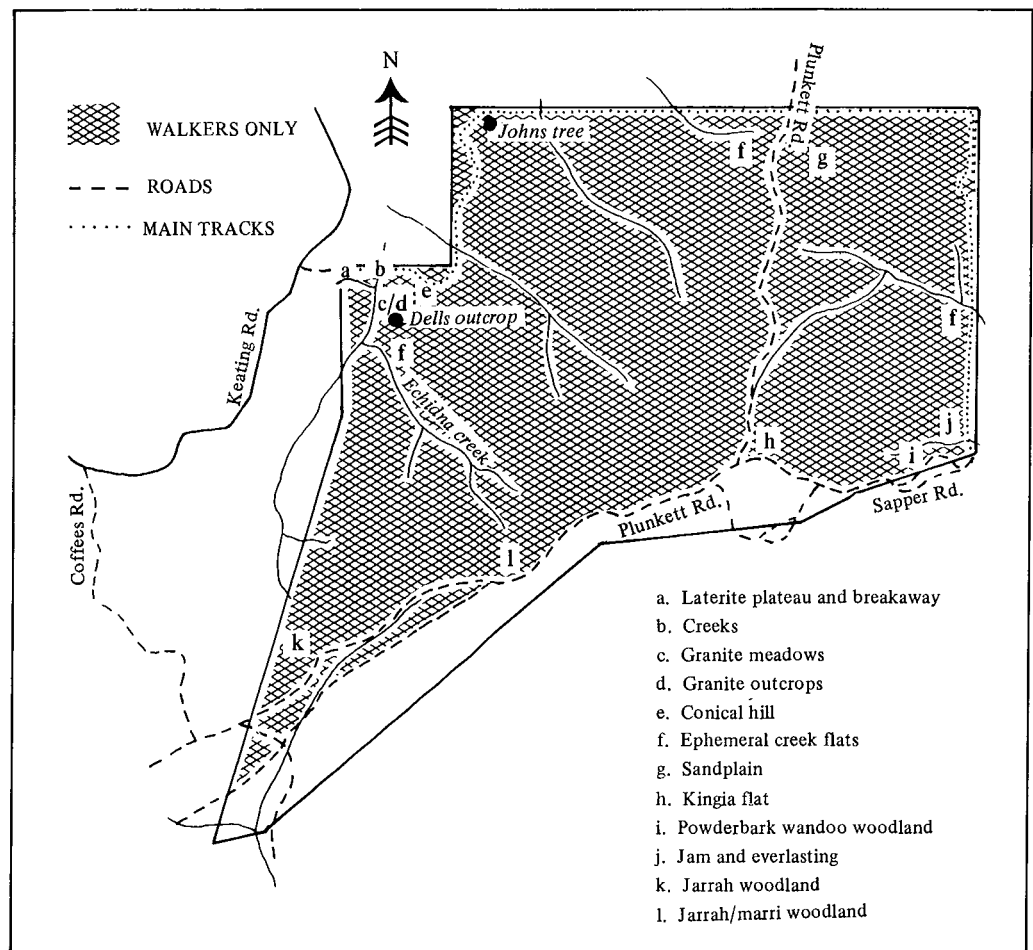 N
WALKERS ONLY
ROADS
MAIN TRACKS
Johns tree
Plunkett Rd.
f
g
a
b
c/d
e
Dells outcrop
f
Echidna creek
f
Keating Rd.
h
j
i
Sapper Rd.
Plunkett Rd.
Coffees Rd.
l
k
a. Laterite plateau and breakaway
b. Creeks
c. Granite meadows
d. Granite outcrops
e. Conical hill
f. Ephemeral creek flats
g. Sandplain
h. Kingia flat
i. Powderbark wandoo woodland
j. Jam and everlasting
k. Jarrah woodland
l. Jarrah/marri woodland